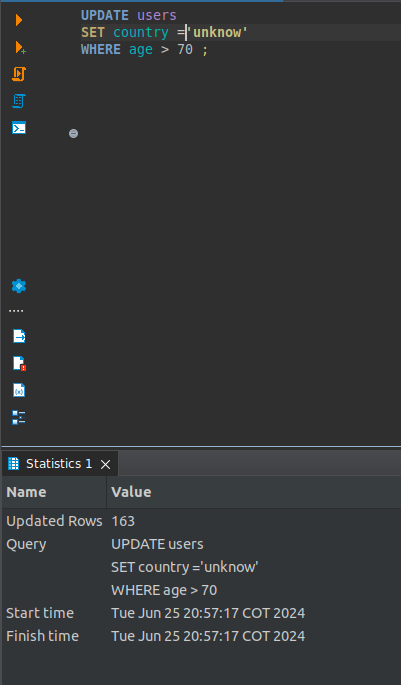 UPDATE users
SET country ='unknow'
WHERE age > 70 ;
Statistics 1
Name Value
Updated Rows 163
Query UPDATE users
SET country ='unknow'
WHERE age > 70
Start time Tue Jun 25 20:57:17 COT 2024
Finish time Tue Jun 25 20:57:17 COT 2024